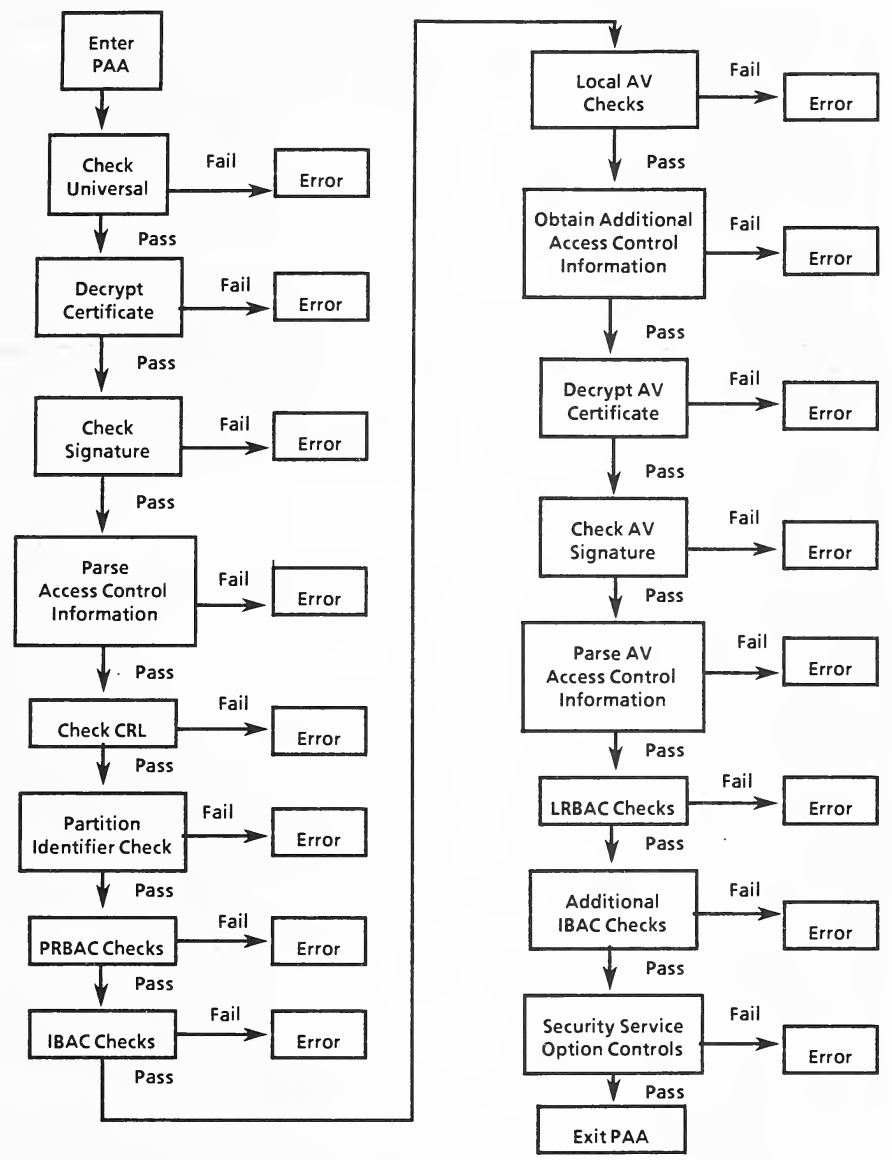 Enter
PAA
Check
Universal
Fail
Error
Pass
Decrypt
Certificate
Fail
Error
Pass
Check
Signature
Fail
Error
Pass
Parse
Access Control
Information
Fail
Error
Pass
Check CRL
Fail
Error
Pass
Partition
Identifier Check
Fail
Error
Pass
PRBAC Checks
Fail
Error
Pass
IBAC Checks
Fail
Error
Pass
Local AV
Checks
Fail
Error
Pass
Obtain Additional
Access Control
Information
Fail
Error
Pass
Decrypt AV
Certificate
Fail
Error
Pass
Check AV
Signature
Fail
Error
Pass
Parse AV
Access Control
Information
Fail
Error
Pass
LRBAC Checks
Fail
Error
Pass
Additional
IBAC Checks
Fail
Error
Pass
Security Service
Option Controls
Fail
Error
Pass
Exit PAA